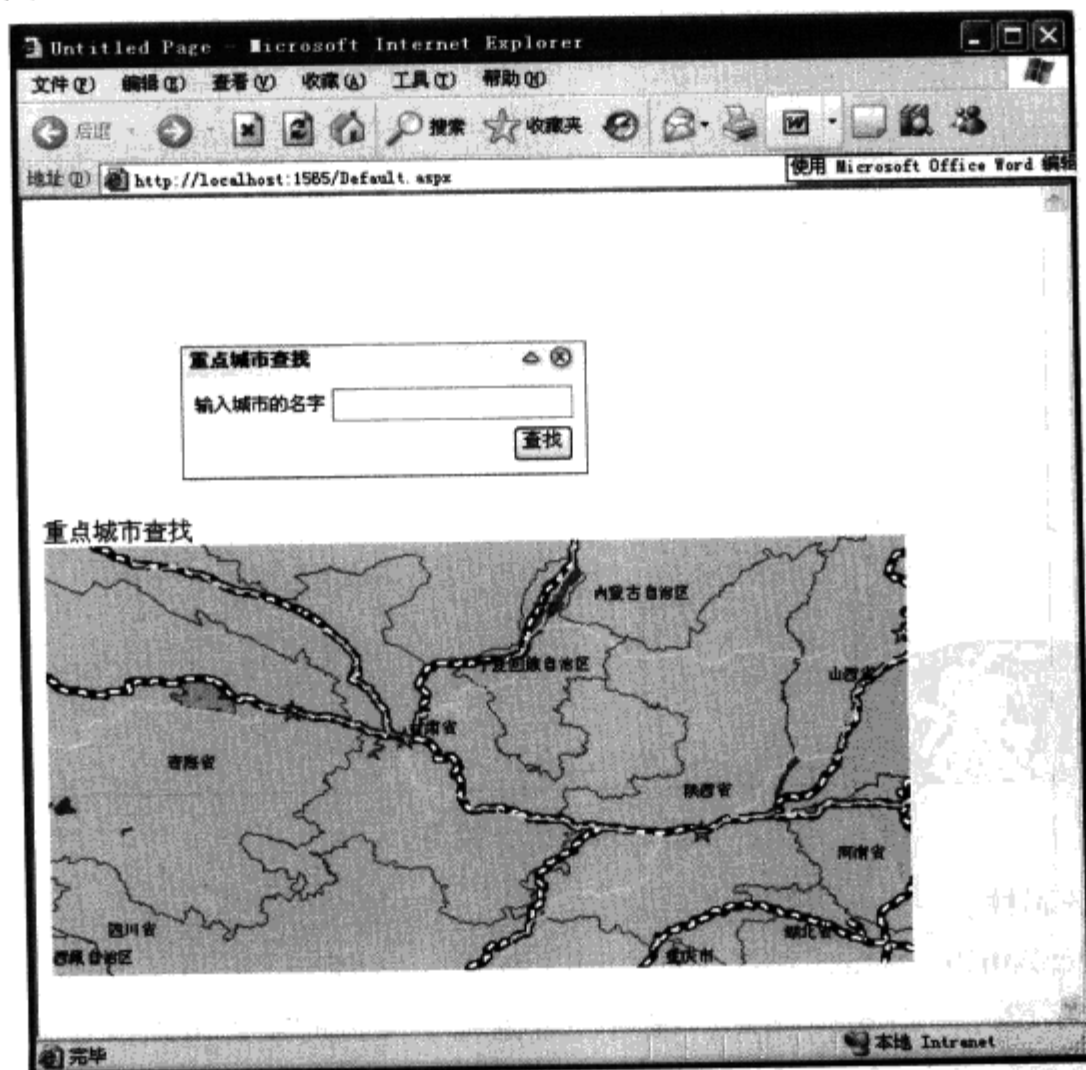 Untitled Page - Microsoft Internet Explorer
文件(F) 编辑(E) 查看(V) 收藏(A) 工具(T) 帮助(H)
后退 搜索 收藏夹
地址(D) http://localhost:1565/Default.aspx
使用 Microsoft Office Word 编辑
重点城市查找
输入城市的名字
查找
重点城市查找
内蒙古自治区
宁夏回族自治区
山西省
甘肃省
青海省
陕西省
河南省
四川省
湖北省
西藏自治区
重庆市
完毕
本地 Intranet